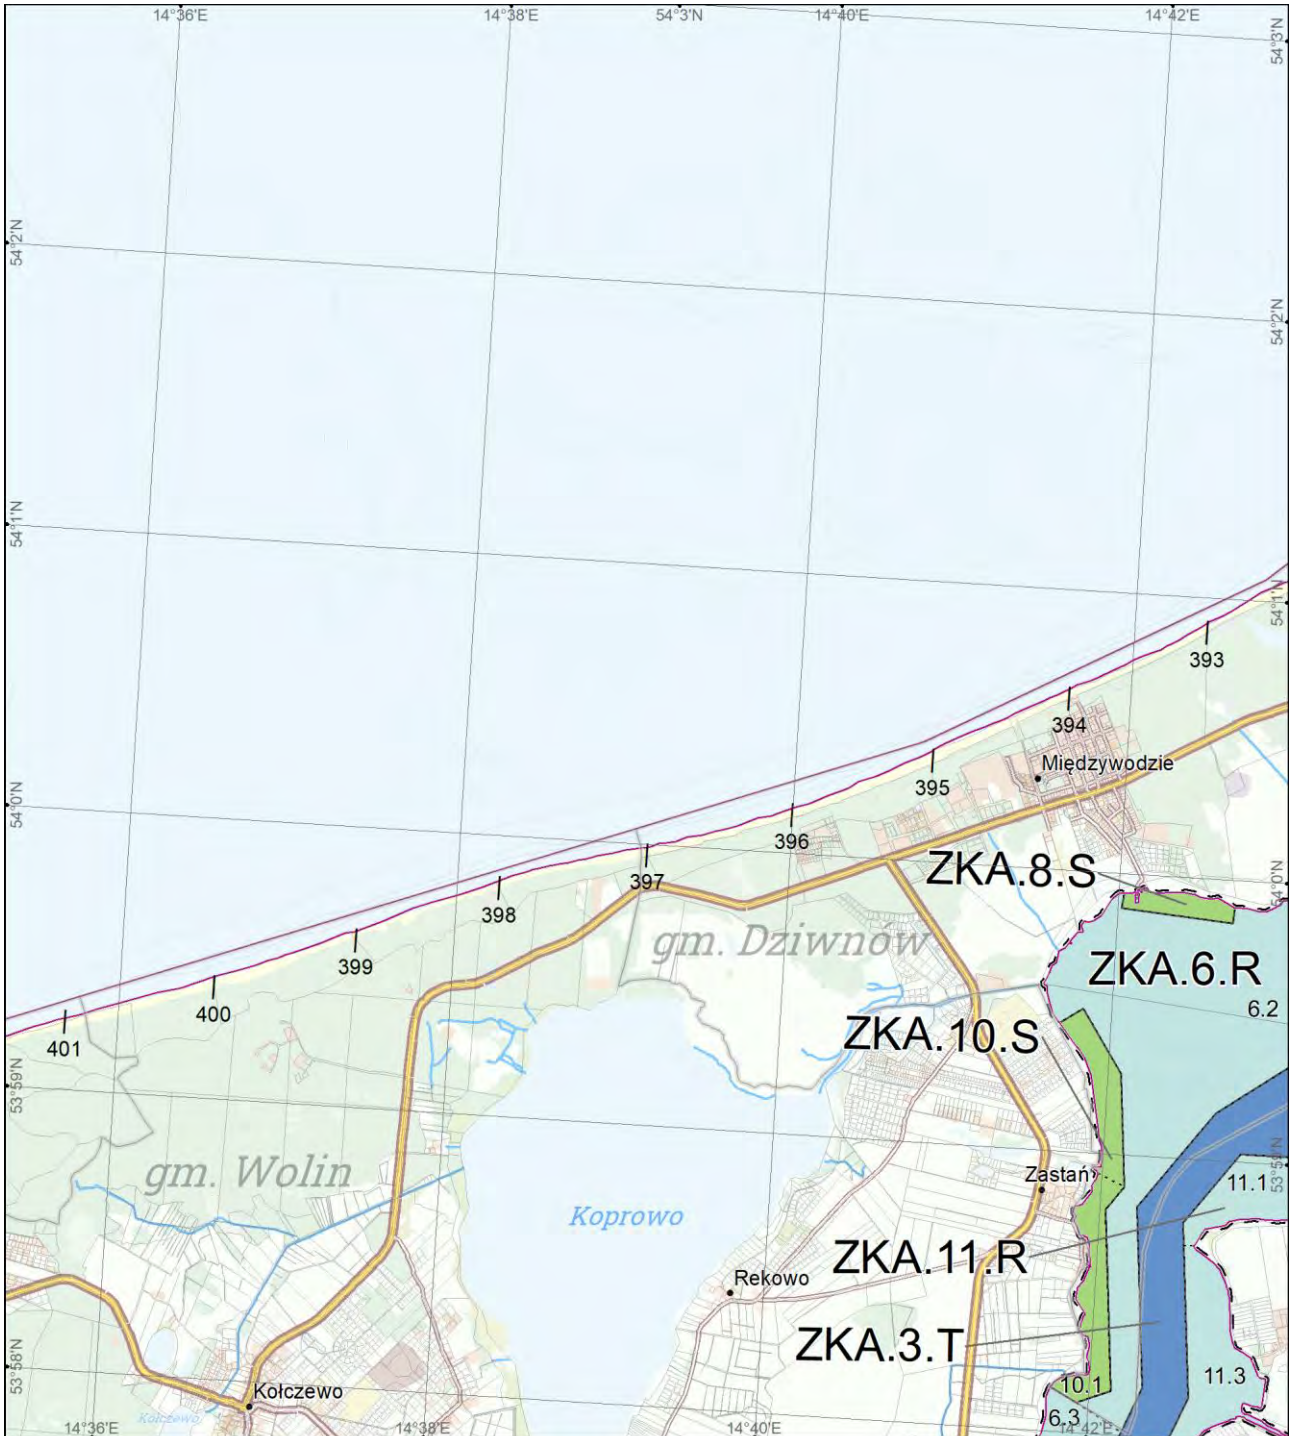 14°36'E
14°38'E
54°3'N
14°40'E
14°42'E
54°3'N
54°2'N
54°2'N
54°1'N
54°1'N
393
394
Międzywodzie
395
54°0'N
396
ZKA.8.S
397
54°0'N
398
gm. Dziwnów
399
ZKA.6.R
400
6.2
401
ZKA.10.S
53°59'N
gm. Wolin
53°59'N
Zastań
11.1
Koprowo
ZKA.11.R
Rekowo
ZKA.3.T
53°58'N
11.3
10.1
Kołczewo
Kołczewo
6.3
14°36'E
14°38'E
14°40'E
14°42'E